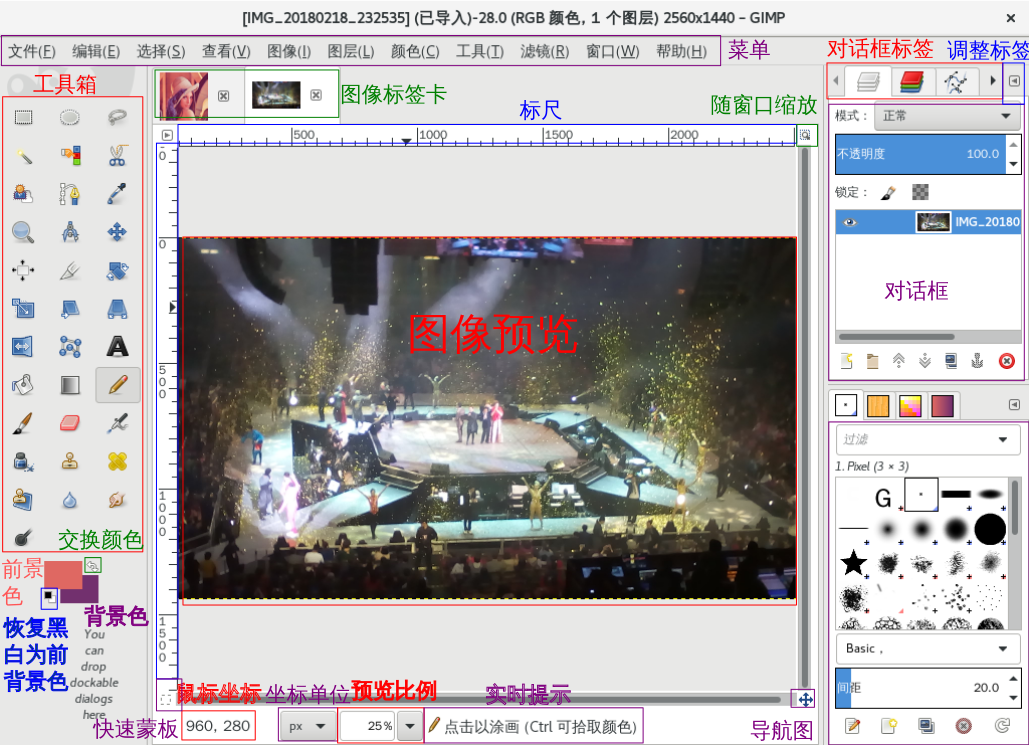 [IMG_20180218_232535] (已导入)-28.0 (RGB 颜色, 1 个图层) 2560x1440 – GIMP
文件(F) 编辑(E) 选择(S) 查看(V) 图像(I) 图层(L) 颜色(C) 工具(T) 滤镜(R) 窗口(W) 帮助(H) 菜单
对话框标签 调整标签
工具箱
图像标签卡
标尺
随窗口缩放
500 1000 1500 2000
模式： 正常
不透明度 100.0
锁定：
IMG_20180
对话框
0
0
500
1000
1500
图像预览
过滤
1. Pixel (3 × 3)
G
Basic ,
间距 20.0
交换颜色
前景
色
背景色
恢复黑
白为前
背景色
You
can
drop
dockable
dialogs
here
快速蒙板
鼠标坐标 坐标单位 预览比例 实时提示
960, 280 px 25% 点击以涂画 (Ctrl 可拾取颜色)
导航图